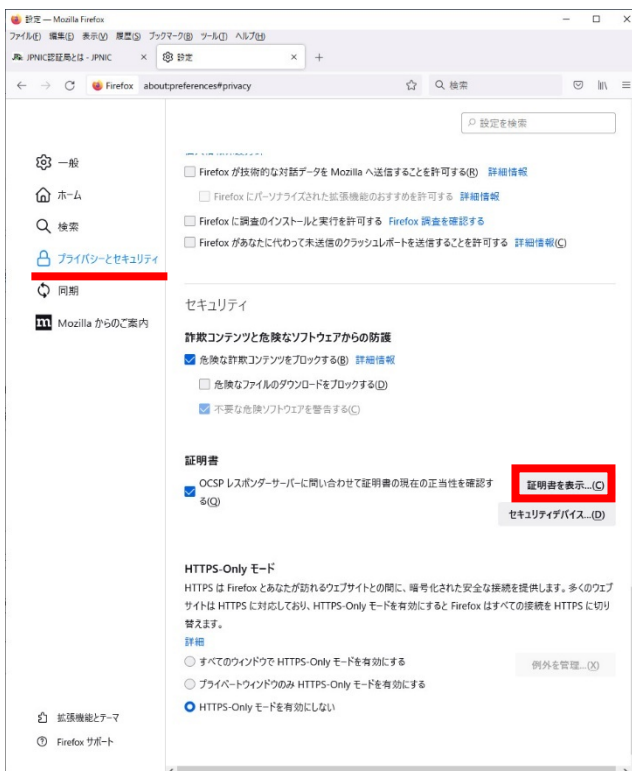 設定 — Mozilla Firefox
ファイル(F) 編集(E) 表示(V) 履歴(S) ブックマーク(B) ツール(T) ヘルプ(H)
JPNIC認証局とは - JPNIC
設定
Firefox about:preferences#privacy
検索
設定を検索
一般
ホーム
検索
プライバシーとセキュリティ
同期
Mozilla からのご案内
Firefox が技術的な対話データを Mozilla へ送信することを許可する(R) 詳細情報
Firefox にパーソナライズされた拡張機能のおすすめを許可する 詳細情報
Firefox に調査のインストールと実行を許可する Firefox 調査を確認する
Firefox があなたに代わって未送信のクラッシュレポートを送信することを許可する 詳細情報(C)
セキュリティ
詐欺コンテンツと危険なソフトウェアからの防護
危険な詐欺コンテンツをブロックする(B) 詳細情報
危険なファイルのダウンロードをブロックする(D)
不要な危険ソフトウェアを警告する(C)
証明書
OCSP レスポンダーサーバーに問い合わせて証明書の現在の正当性を確認す
る(Q)
証明書を表示...(C)
セキュリティデバイス...(D)
HTTPS-Only モード
HTTPS は Firefox とあなたが訪れるウェブサイトとの間に、暗号化された安全な接続を提供します。多くのウェブ
サイトは HTTPS に対応しており、HTTPS-Only モードを有効にすると Firefox はすべての接続を HTTPS に切り
替えます。
詳細
すべてのウィンドウで HTTPS-Only モードを有効にする
例外を管理...(X)
プライベートウィンドウのみ HTTPS-Only モードを有効にする
HTTPS-Only モードを有効にしない
拡張機能とテーマ
Firefox サポート